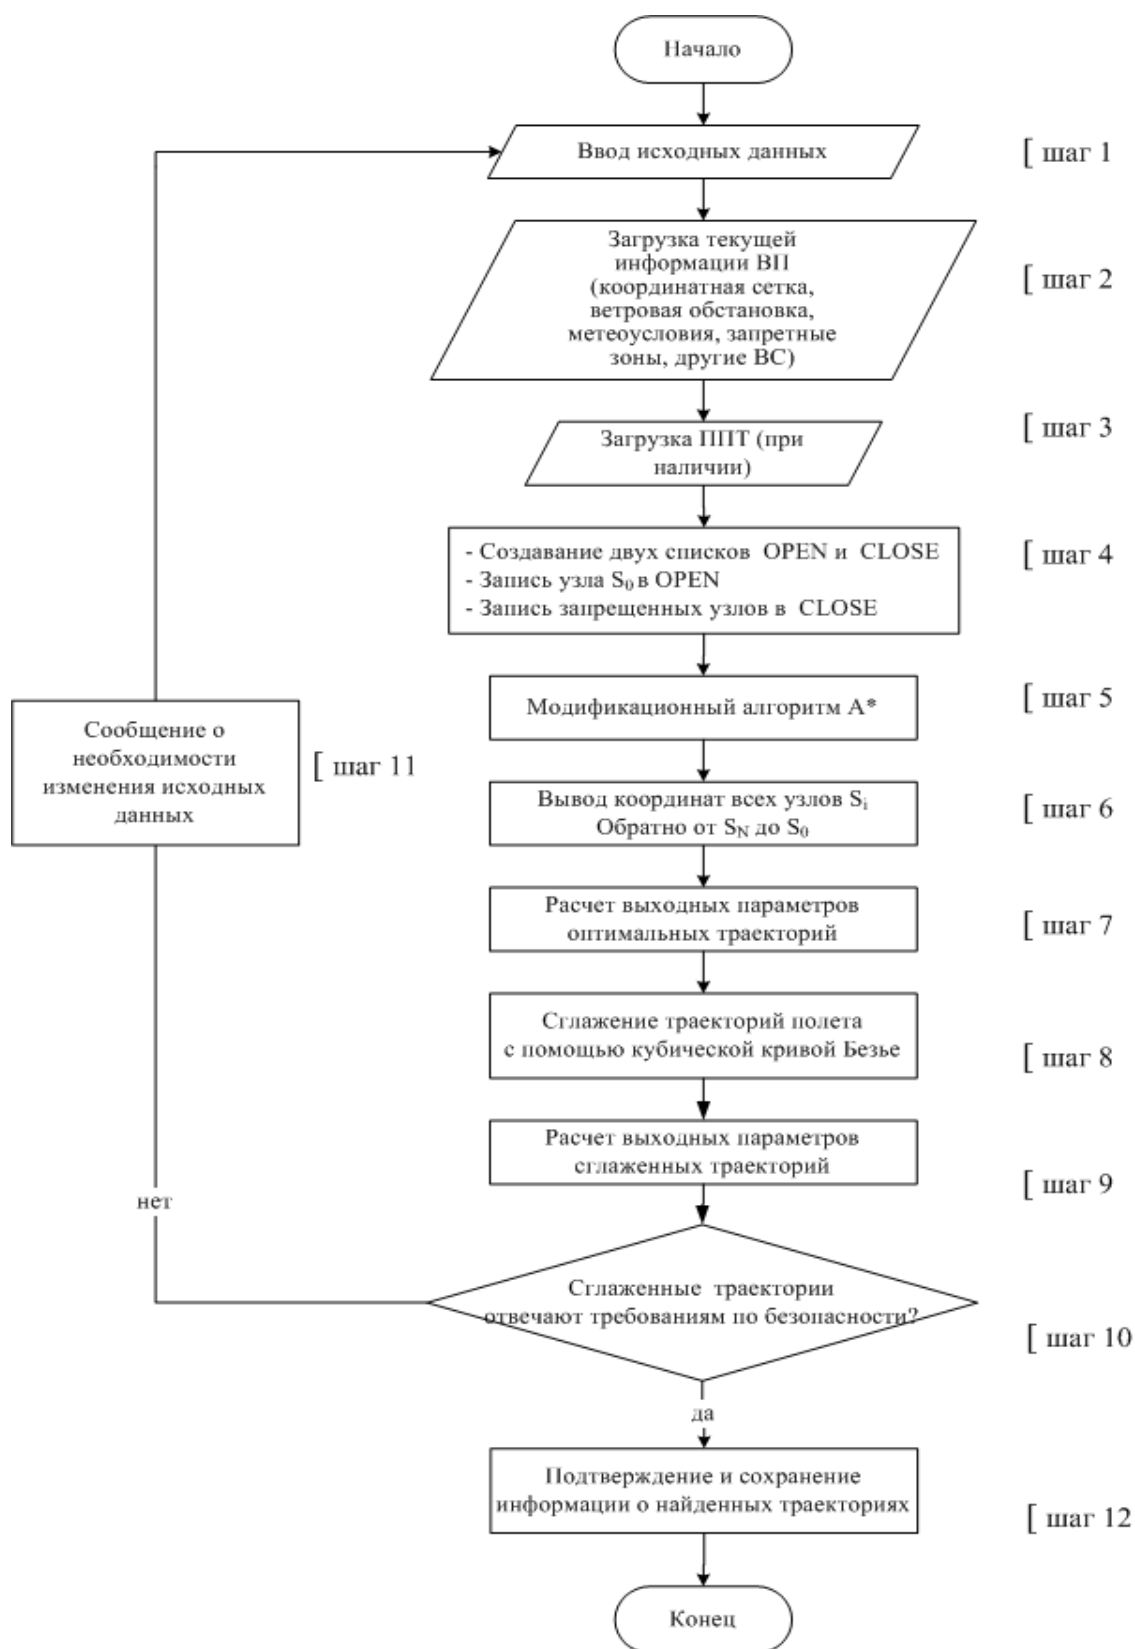 Начало
Ввод исходных данных
[ шаг 1
Загрузка текущей
информации ВП
(координатная сетка,
ветровая обстановка,
метеоусловия, запретные
зоны, другие ВС)
[ шаг 2
Загрузка ППТ (при
наличии)
[ шаг 3
- Создавание двух списков OPEN и CLOSE
- Запись узла S₀ в OPEN
- Запись запрещенных узлов в CLOSE
[ шаг 4
Модификационный алгоритм А*
[ шаг 5
Вывод координат всех узлов Sᵢ
Обратно от S_N до S₀
[ шаг 6
Расчет выходных параметров
оптимальных траекторий
[ шаг 7
Сглажение траекторий полета
с помощью кубической кривой Безье
[ шаг 8
Расчет выходных параметров
сглаженных траекторий
[ шаг 9
Сглаженные траектории
отвечают требованиям по безопасности?
[ шаг 10
нет
Сообщение о
необходимости
изменения исходных
данных
[ шаг 11
да
Подтверждение и сохранение
информации о найденных траекториях
[ шаг 12
Конец